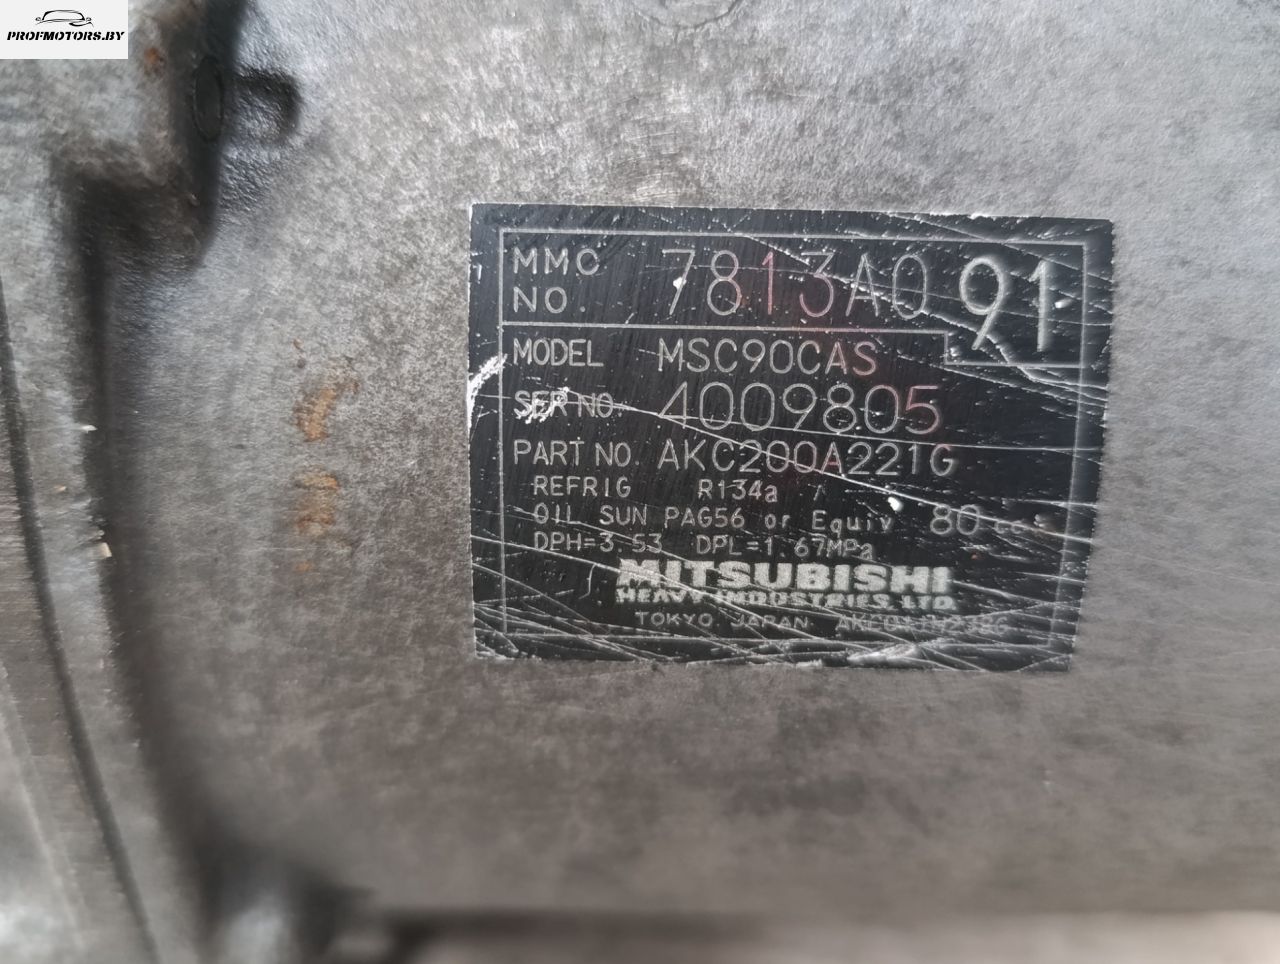 PROFMOTORS.BY
MMC NO. 7813A091
MODEL MSC90CAS
SER NO. 4009805
PART NO. AKC200A221G
REFRIG R134a
OIL SUN PAG56 or Equiv 80 cc
DPH=3.53 DPL=1.67MPa
MITSUBISHI
HEAVY INDUSTRIES, LTD.
TOKYO JAPAN